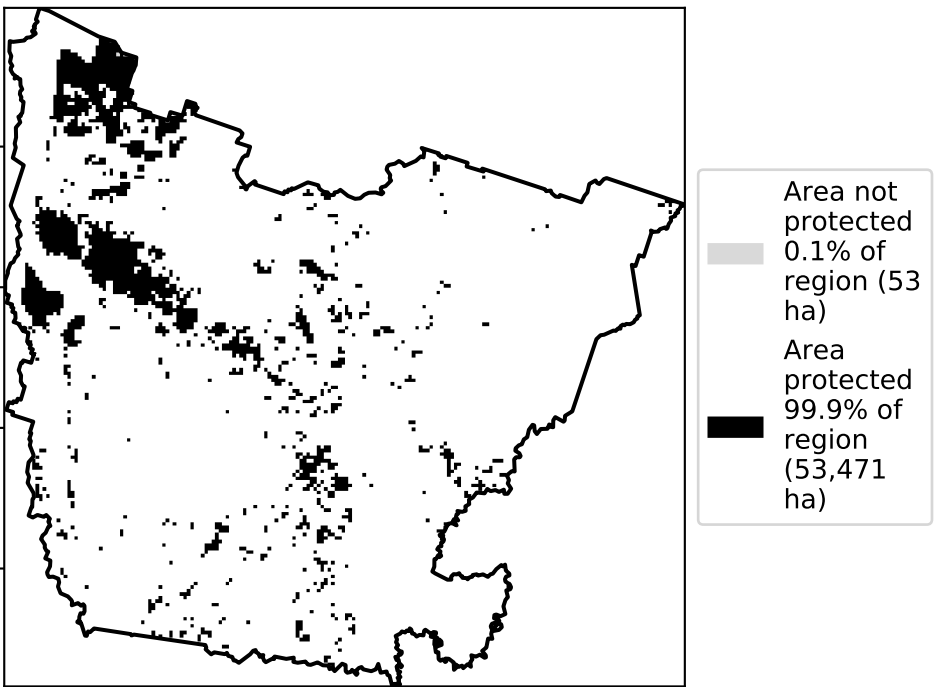 Area not
protected
0.1% of
region (53
ha)
Area
protected
99.9% of
region
(53,471
ha)